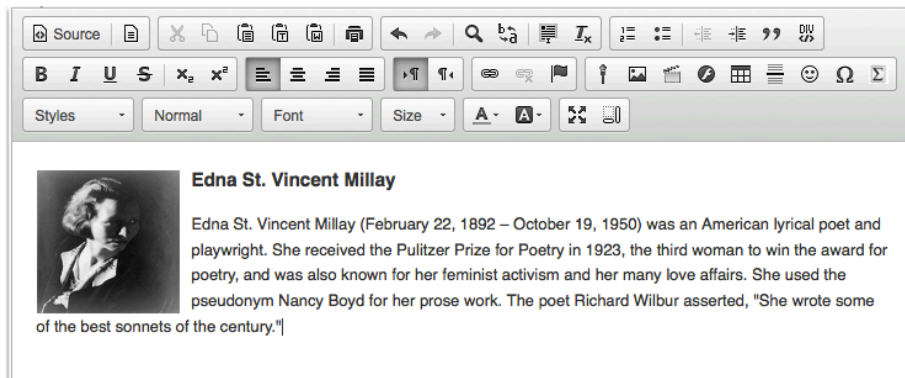 Source
B I U S x₂ x² ¶ ¶ Ω Σ
Styles Normal Font Size A A
Edna St. Vincent Millay
Edna St. Vincent Millay (February 22, 1892 – October 19, 1950) was an American lyrical poet and
playwright. She received the Pulitzer Prize for Poetry in 1923, the third woman to win the award for
poetry, and was also known for her feminist activism and her many love affairs. She used the
pseudonym Nancy Boyd for her prose work. The poet Richard Wilbur asserted, "She wrote some
of the best sonnets of the century."